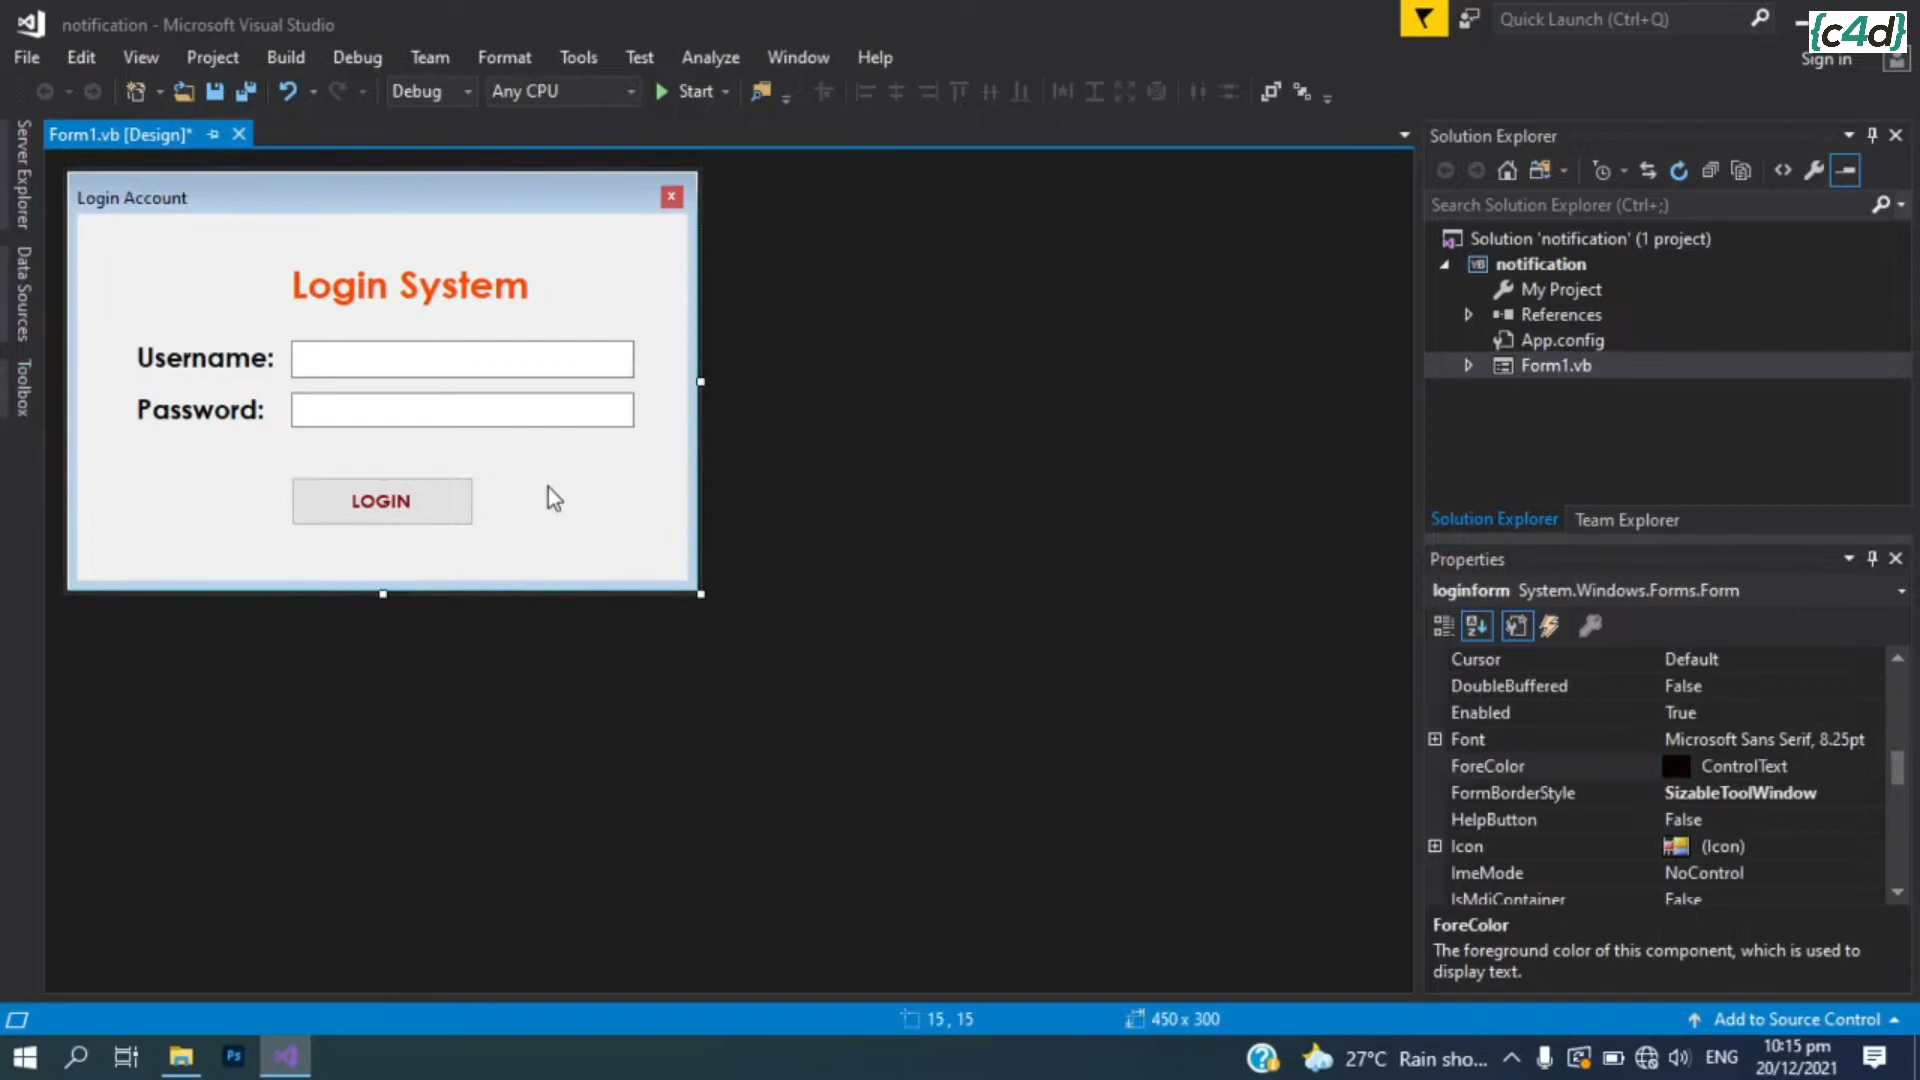 notification - Microsoft Visual Studio
Quick Launch (Ctrl+Q)
{c4d}
File Edit View Project Build Debug Team Format Tools Test Analyze Window Help
Sign in
Debug Any CPU Start
Server Explorer
Data Sources
Toolbox
Form1.vb [Design]*
Login Account
x
Login System
Username:
Password:
LOGIN
Solution Explorer
Search Solution Explorer (Ctrl+;)
Solution 'notification' (1 project)
VB notification
My Project
References
App.config
Form1.vb
Solution Explorer Team Explorer
Properties
loginform System.Windows.Forms.Form
Cursor Default
DoubleBuffered False
Enabled True
Font Microsoft Sans Serif, 8.25pt
ForeColor ControlText
FormBorderStyle SizableToolWindow
HelpButton False
Icon (Icon)
ImeMode NoControl
IsMdiContainer False
ForeColor
The foreground color of this component, which is used to
display text.
15 , 15 450 x 300 Add to Source Control
Ps 27°C Rain sho... ENG 10:15 pm
20/12/2021